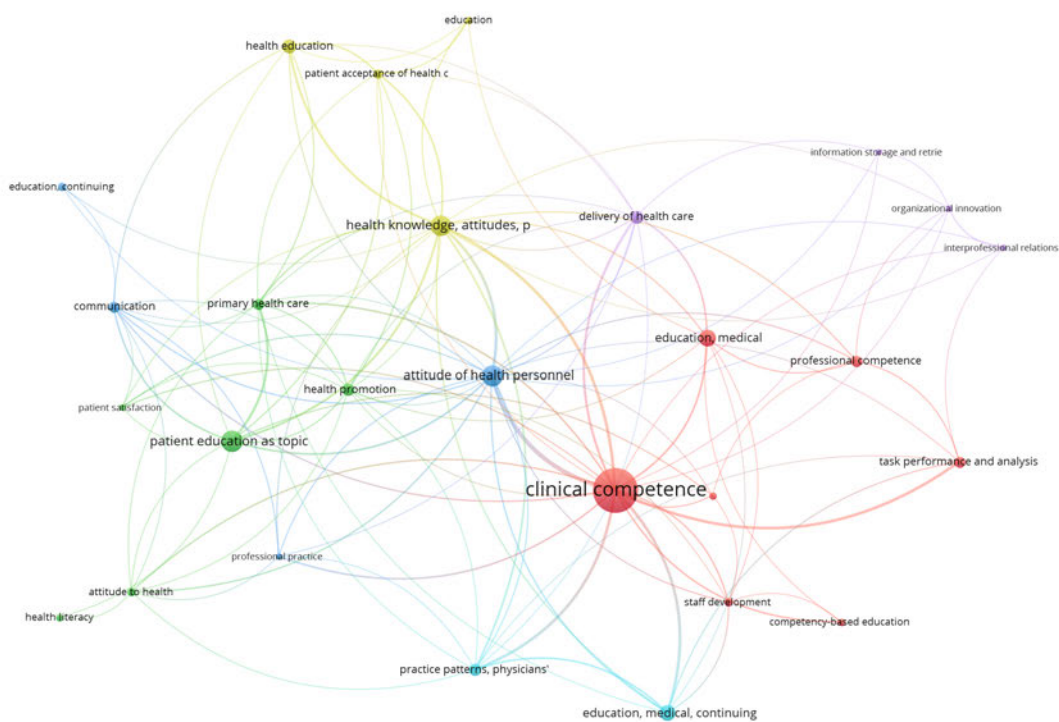 education
health education
patient acceptance of health c
information storage and retrie
education, continuing
organizational innovation
delivery of health care
health knowledge, attitudes, p
interprofessional relations
primary health care
communication
education, medical
professional competence
attitude of health personnel
health promotion
patient satisfaction
patient education as topic
task performance and analysis
clinical competence
professional practice
attitude to health
staff development
health literacy
competency-based education
practice patterns, physicians'
education, medical, continuing